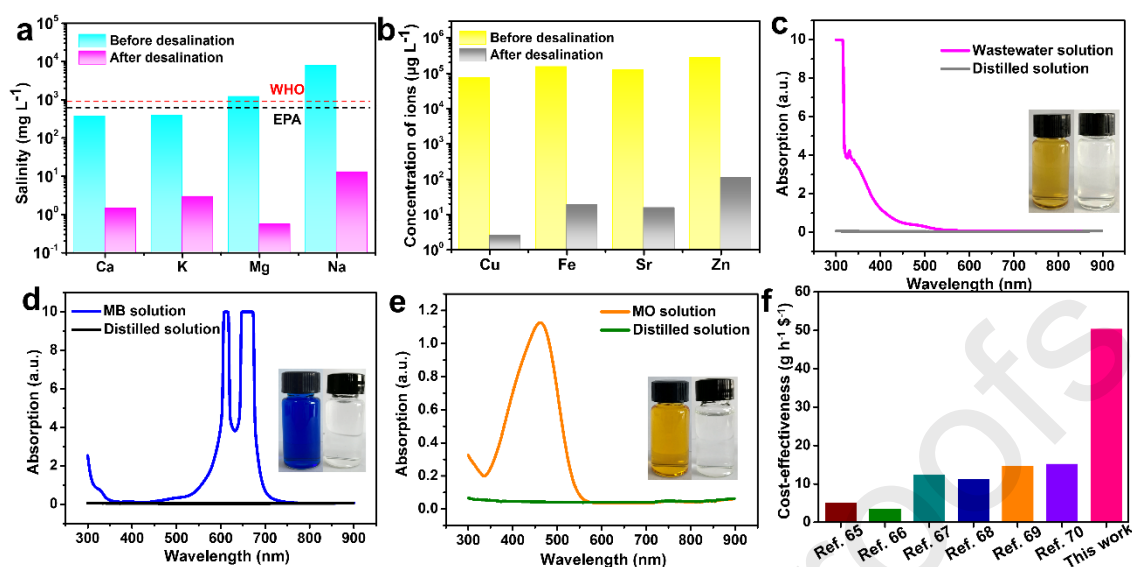 a
Salinity (mg L⁻¹)
10⁵
10⁴
10³
10²
10¹
10⁰
10⁻¹
Before desalination
After desalination
WHO
EPA
Ca K Mg Na
b
Concentration of ions (µg L⁻¹)
10⁶
10⁵
10⁴
10³
10²
10¹
10⁰
Before desalination
After desalination
Cu Fe Sr Zn
c
Absorption (a.u.)
10
8
6
4
2
0
Wastewater solution
Distilled solution
300 400 500 600 700 800 900
Wavelength (nm)
d
Absorption (a.u.)
10
8
6
4
2
0
MB solution
Distilled solution
300 400 500 600 700 800 900
Wavelength (nm)
e
Absorption (a.u.)
1.2
1.0
0.8
0.6
0.4
0.2
0.0
MO solution
Distilled solution
300 400 500 600 700 800 900
Wavelength (nm)
f
Cost-effectiveness (g h⁻¹ $⁻¹)
60
50
40
30
20
10
0
Ref. 65
Ref. 66
Ref. 67
Ref. 68
Ref. 69
Ref. 70
This work